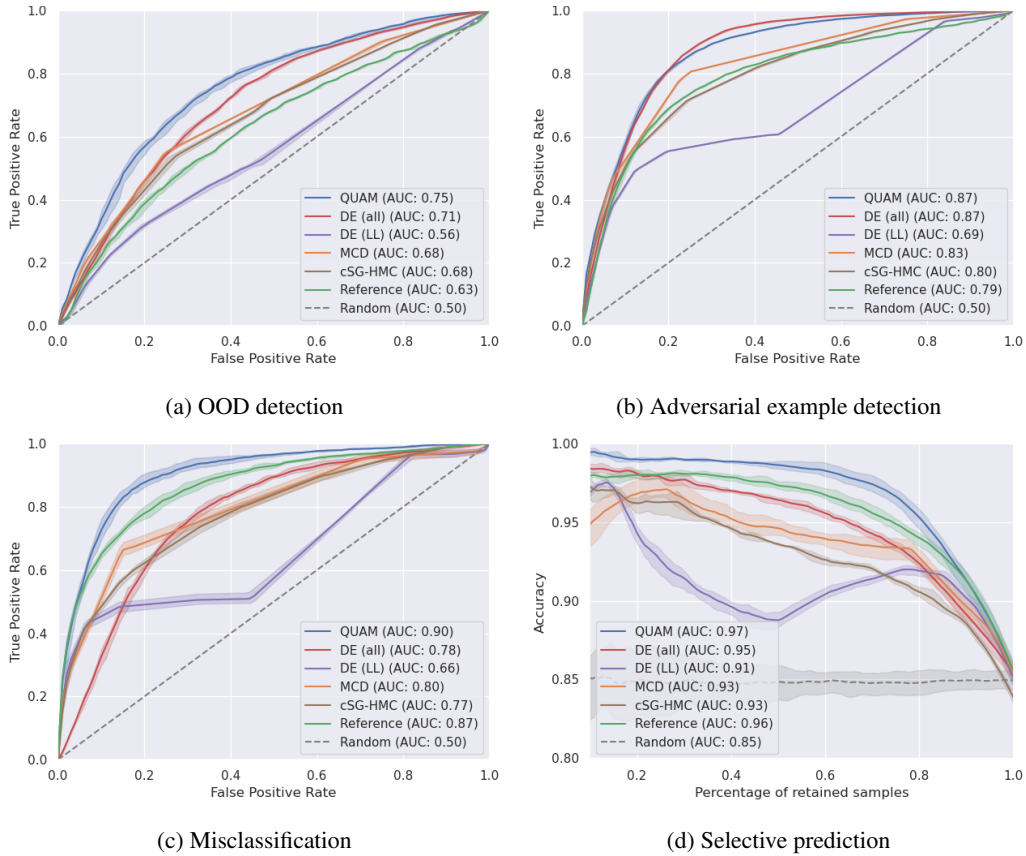 1.0
0.8
0.6
0.4
0.2
0.0
True Positive Rate
0.0 0.2 0.4 0.6 0.8 1.0
False Positive Rate
QUAM (AUC: 0.75)
DE (all) (AUC: 0.71)
DE (LL) (AUC: 0.56)
MCD (AUC: 0.68)
cSG-HMC (AUC: 0.68)
Reference (AUC: 0.63)
Random (AUC: 0.50)
(a) OOD detection
1.0
0.8
0.6
0.4
0.2
0.0
True Positive Rate
0.0 0.2 0.4 0.6 0.8 1.0
False Positive Rate
QUAM (AUC: 0.87)
DE (all) (AUC: 0.87)
DE (LL) (AUC: 0.69)
MCD (AUC: 0.83)
cSG-HMC (AUC: 0.80)
Reference (AUC: 0.79)
Random (AUC: 0.50)
(b) Adversarial example detection
1.0
0.8
0.6
0.4
0.2
0.0
True Positive Rate
0.0 0.2 0.4 0.6 0.8 1.0
False Positive Rate
QUAM (AUC: 0.90)
DE (all) (AUC: 0.78)
DE (LL) (AUC: 0.66)
MCD (AUC: 0.80)
cSG-HMC (AUC: 0.77)
Reference (AUC: 0.87)
Random (AUC: 0.50)
(c) Misclassification
1.00
0.95
0.90
0.85
0.80
Accuracy
0.2 0.4 0.6 0.8 1.0
Percentage of retained samples
QUAM (AUC: 0.97)
DE (all) (AUC: 0.95)
DE (LL) (AUC: 0.91)
MCD (AUC: 0.93)
cSG-HMC (AUC: 0.93)
Reference (AUC: 0.96)
Random (AUC: 0.85)
(d) Selective prediction